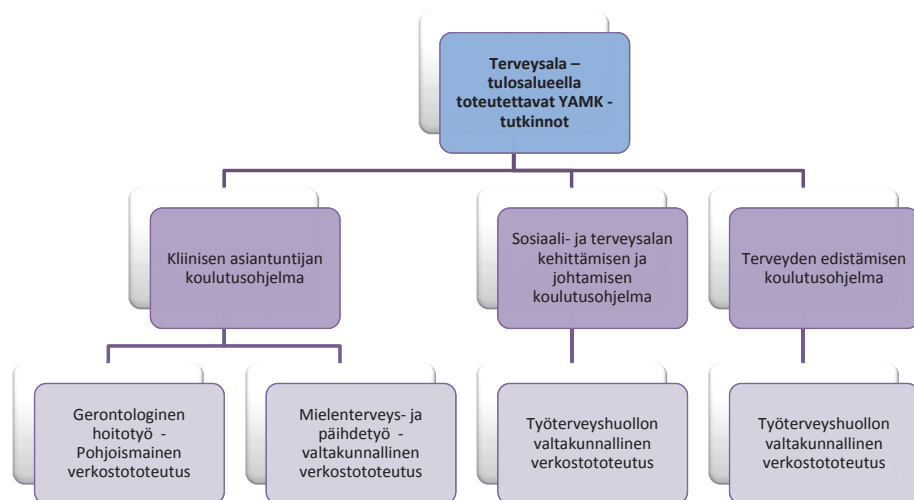 Terveysala –
tulosalueella
toteutettavat YAMK -
tutkinnot
Kliinisen asiantuntijan
koulutusohjelma
Sosiaali- ja terveysalan
kehittämisen ja
johtamisen
koulutusohjelma
Terveyden edistämisen
koulutusohjelma
Gerontologinen
hoitotyö -
Pohjoismainen
verkostototeutus
Mielenterveys- ja
päihdetyö -
valtakunnallinen
verkostototeutus
Työterveyshuollon
valtakunnallinen
verkostototeutus
Työterveyshuollon
valtakunnallinen
verkostototeutus